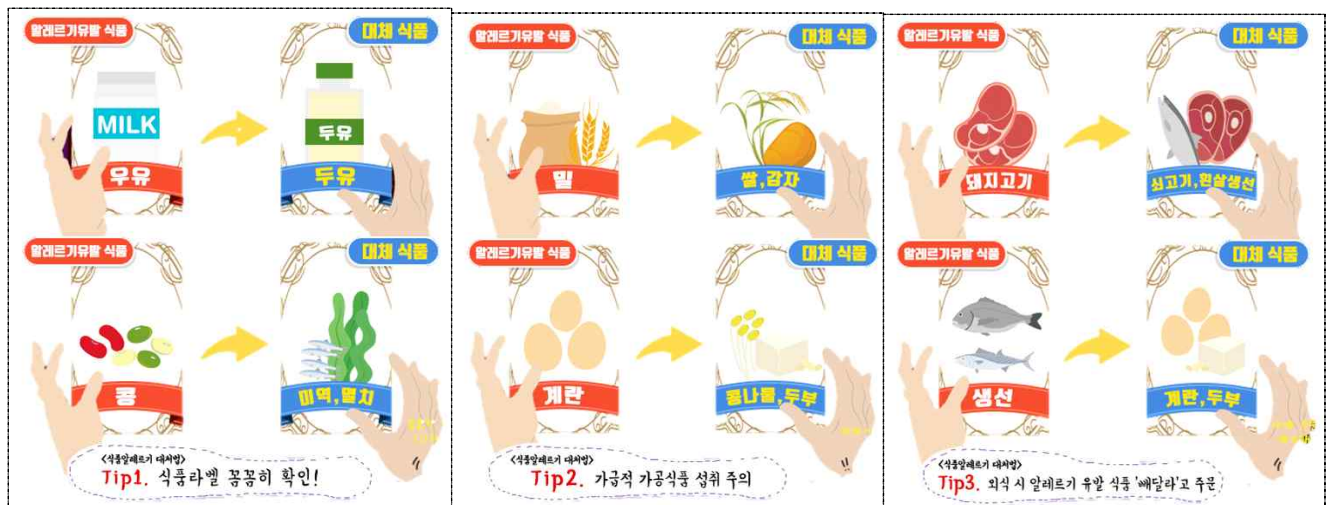 알레르기유발 식품
대체 식품
MILK
두유
우유
두유
알레르기유발 식품
대체 식품
콩
미역,멸치
<식품알레르기 대처법>
Tip1. 식품라벨 꼼꼼히 확인!
알레르기유발 식품
대체 식품
밀
쌀,감자
알레르기유발 식품
대체 식품
계란
콩나물,두부
<식품알레르기 대처법>
Tip2. 가급적 가공식품 섭취 주의
알레르기유발 식품
대체 식품
돼지고기
쇠고기,흰살생선
알레르기유발 식품
대체 식품
생선
계란,두부
<식품알레르기 대처법>
Tip3. 외식 시 알레르기 유발 식품 '빼달라'고 주문